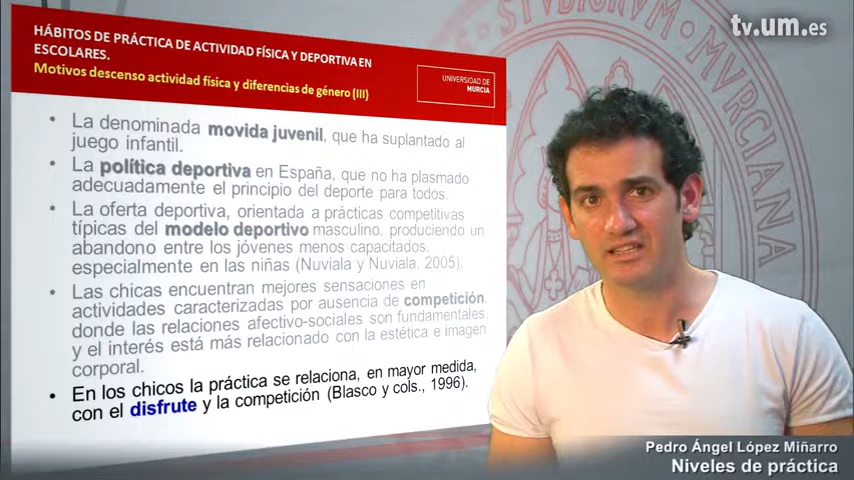 tv.um.es
HÁBITOS DE PRÁCTICA DE ACTIVIDAD FÍSICA Y DEPORTIVA EN
ESCOLARES.
Motivos descenso actividad física y diferencias de género (III)
UNIVERSIDAD DE
MURCIA
• La denominada movida juvenil, que ha suplantado al
juego infantil.
• La política deportiva en España, que no ha plasmado
adecuadamente el principio del deporte para todos.
• La oferta deportiva, orientada a prácticas competitivas
típicas del modelo deportivo masculino, produciendo un
abandono entre los jóvenes menos capacitados,
especialmente en las niñas (Nuviala y Nuviala, 2005).
• Las chicas encuentran mejores sensaciones en
actividades caracterizadas por ausencia de competición,
donde las relaciones afectivo-sociales son fundamentales,
y el interés está más relacionado con la estética e imagen
corporal.
• En los chicos la práctica se relaciona, en mayor medida,
con el disfrute y la competición (Blasco y cols., 1996).
MVRCIANA
Pedro Ángel López Miñarro
Niveles de práctica